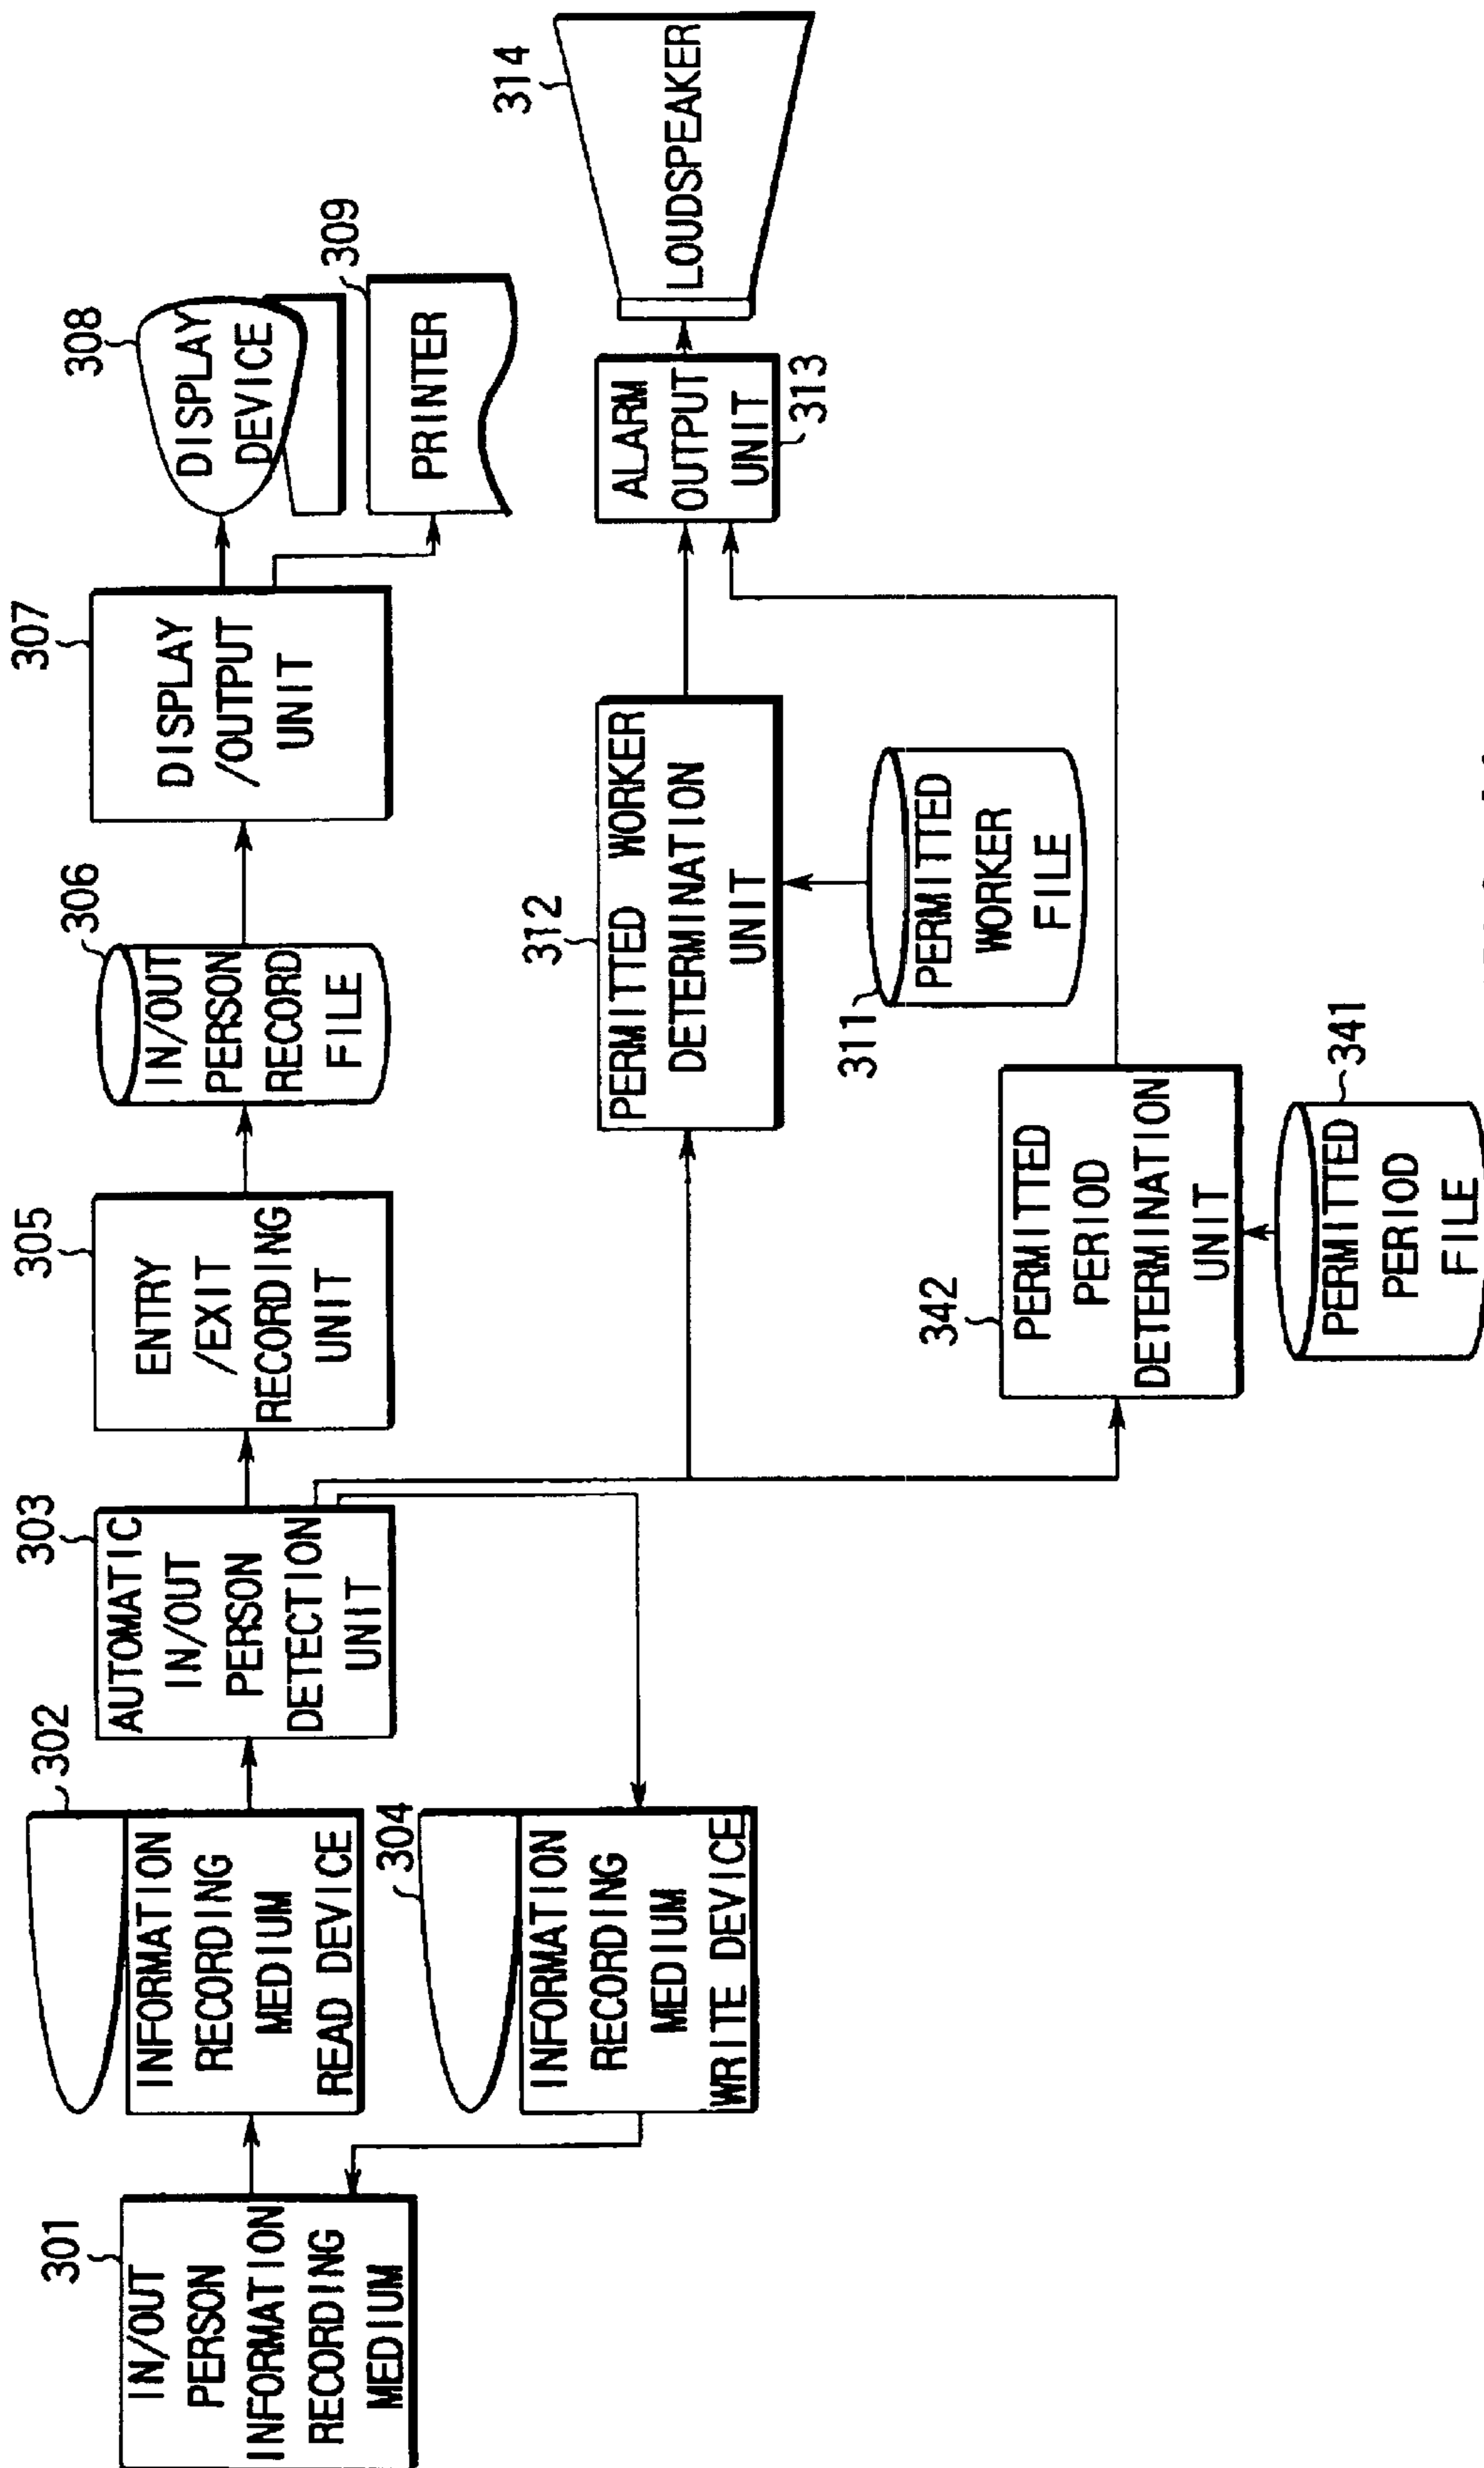 301
IN/OUT
PERSON
INFORMATION
RECORDING
MEDIUM
302
INFORMATION
RECORDING
MEDIUM
READ DEVICE
304
INFORMATION
RECORDING
MEDIUM
WRITE DEVICE
303
AUTOMATIC
IN/OUT
PERSON
DETECTION
UNIT
305
ENTRY
/EXIT
RECORDING
UNIT
306
IN/OUT
PERSON
RECORD
FILE
307
DISPLAY
/OUTPUT
UNIT
308
DISPLAY
DEVICE
309
PRINTER
312
PERMITTED WORKER
DETERMINATION
UNIT
311
PERMITTED
WORKER
FILE
342
PERMITTED
PERIOD
DETERMINATION
UNIT
341
PERMITTED
PERIOD
FILE
ALARM
OUTPUT
UNIT
313
314
LOUDSPEAKER